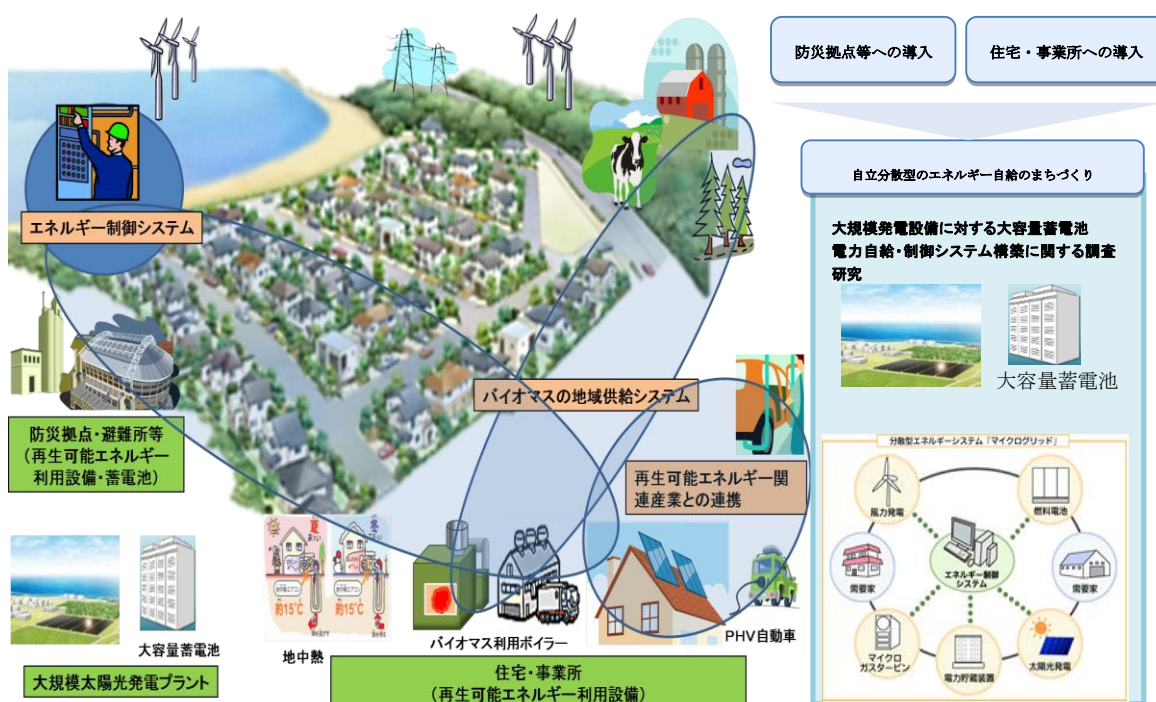 防災拠点等への導入
住宅・事業所への導入
自立分散型のエネルギー自給のまちづくり
大規模発電設備に対する大容量蓄電池
電力自給・制御システム構築に関する調査
研究
大容量蓄電池
分散型エネルギーシステム「マイクログリッド」
風力発電
燃料電池
エネルギー制御
システム
需要家
需要家
マイクロ
ガスタービン
電力貯蔵装置
太陽光発電
エネルギー制御システム
バイオマスの地域供給システム
防災拠点・避難所等
(再生可能エネルギー
利用設備・蓄電池)
再生可能エネルギー関
連産業との連携
夏
冬
約15℃
約15℃
地中熱
バイオマス利用ボイラー
PHV自動車
大容量蓄電池
大規模太陽光発電プラント
住宅・事業所
(再生可能エネルギー利用設備)